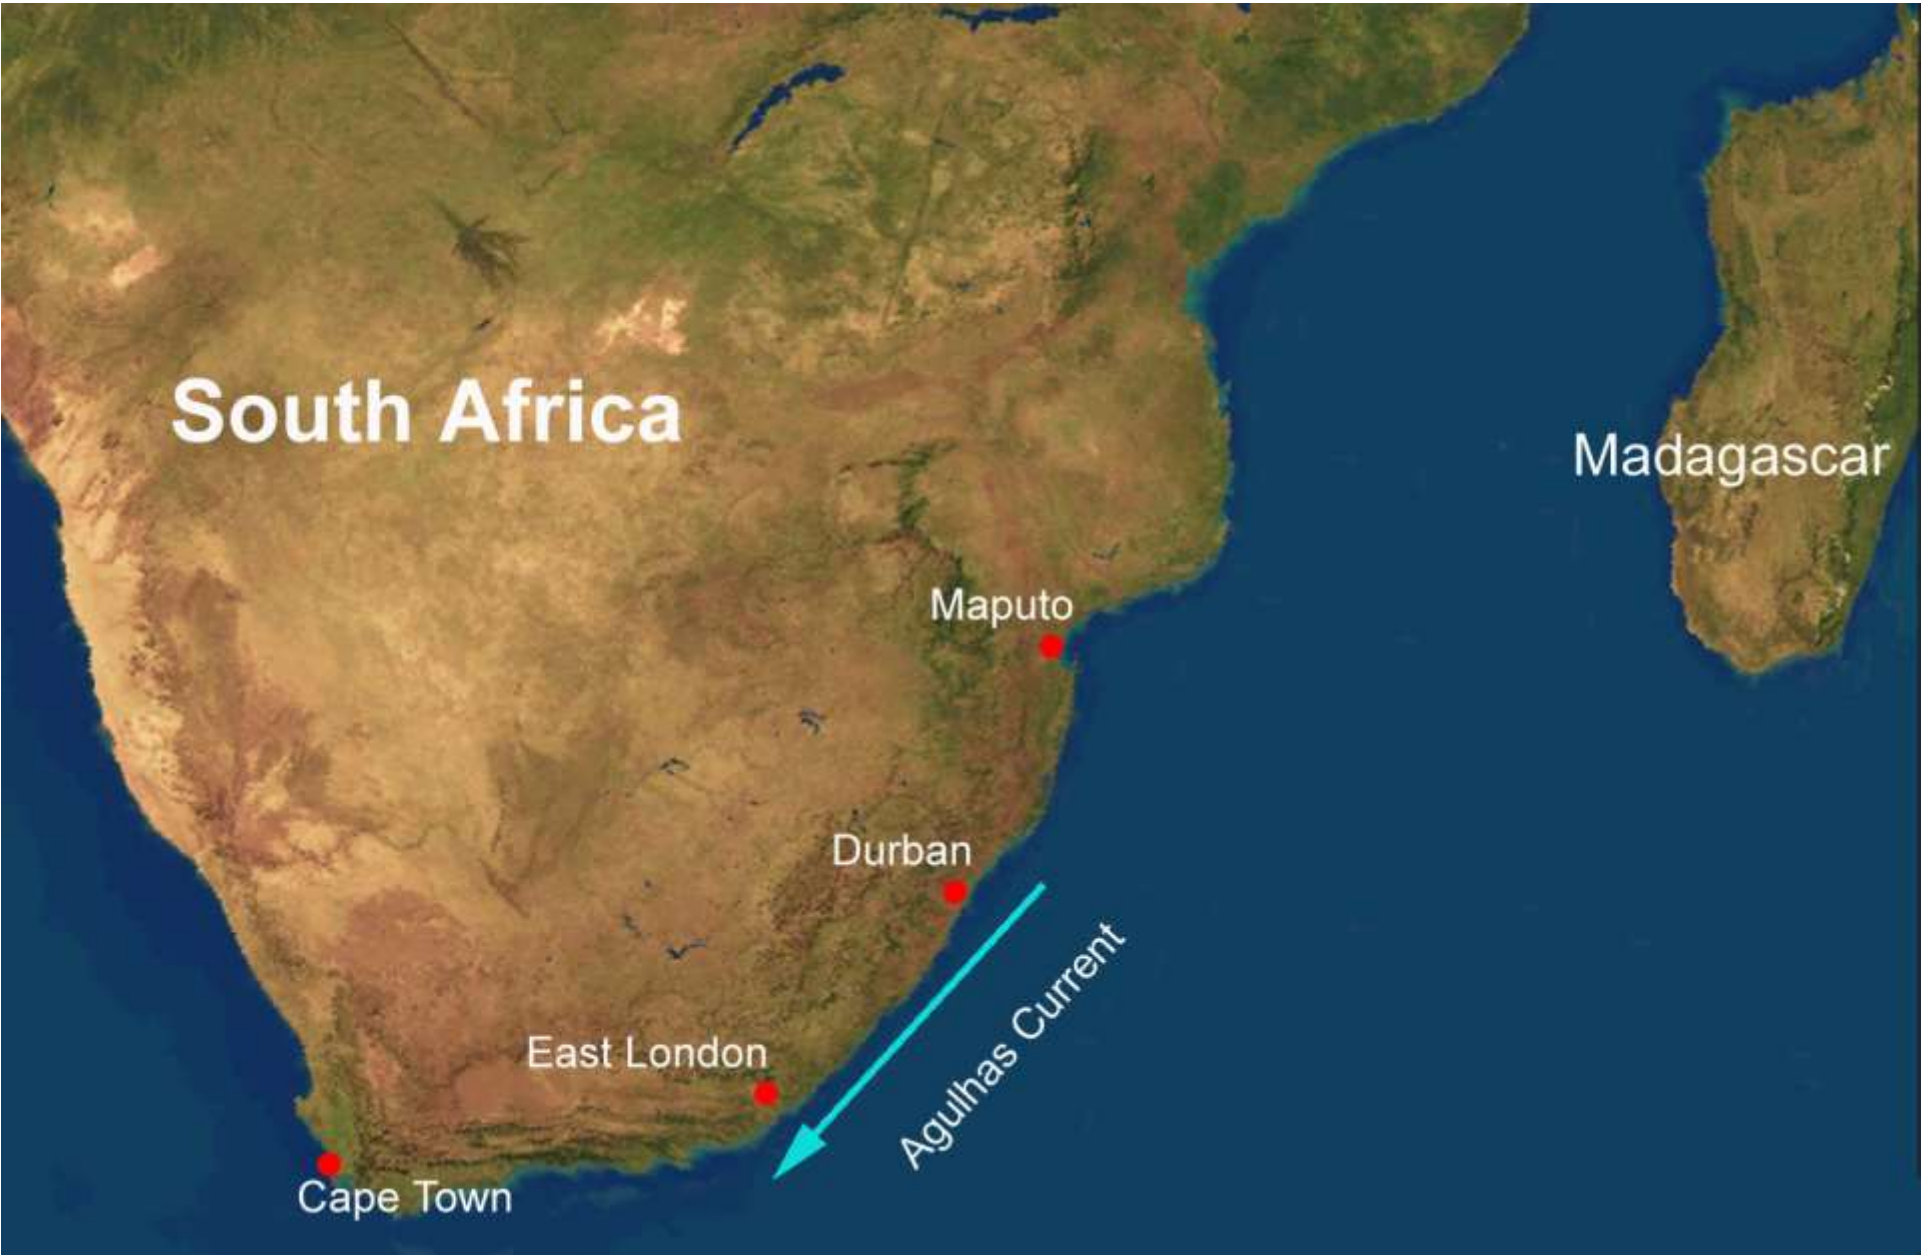 South Africa
Madagascar
Maputo
Durban
Agulhas Current
East London
Cape Town